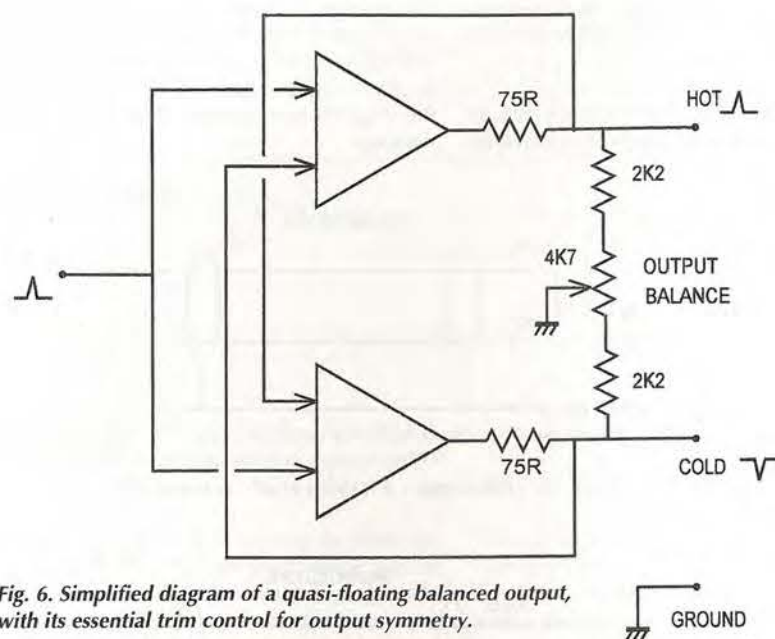 75R
HOT
2K2
4K7
OUTPUT
BALANCE
2K2
75R
COLD
Fig. 6. Simplified diagram of a quasi-floating balanced output,
with its essential trim control for output symmetry.
GROUND